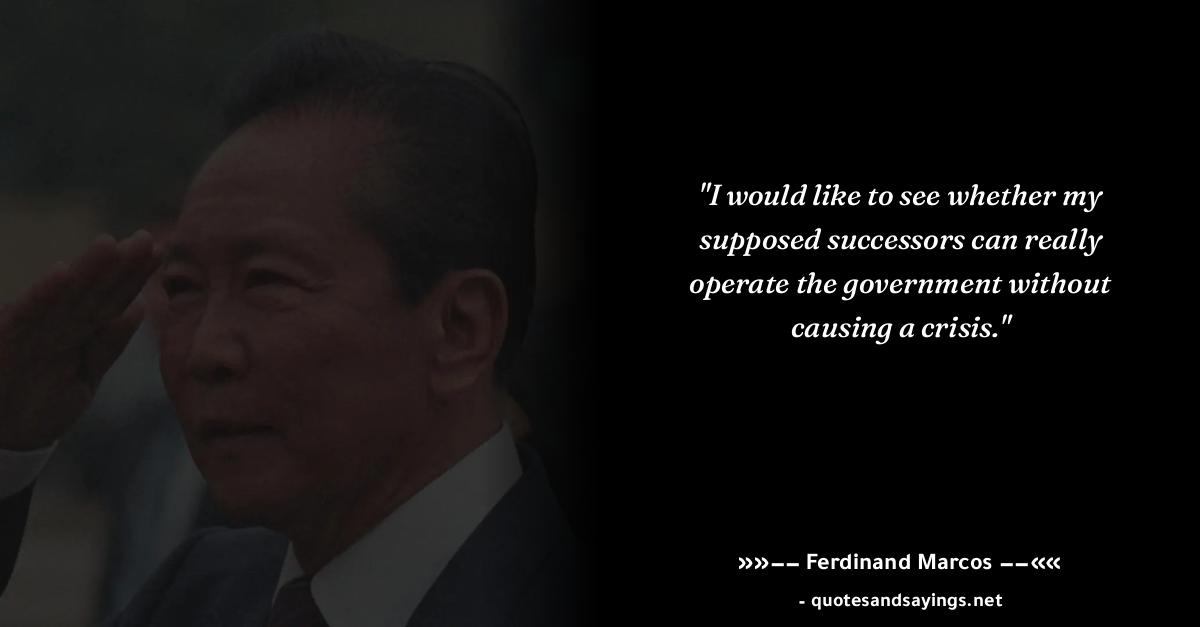 "I would like to see whether my
supposed successors can really
operate the government without
causing a crisis."
»»−− Ferdinand Marcos −−««
- quotesandsayings.net